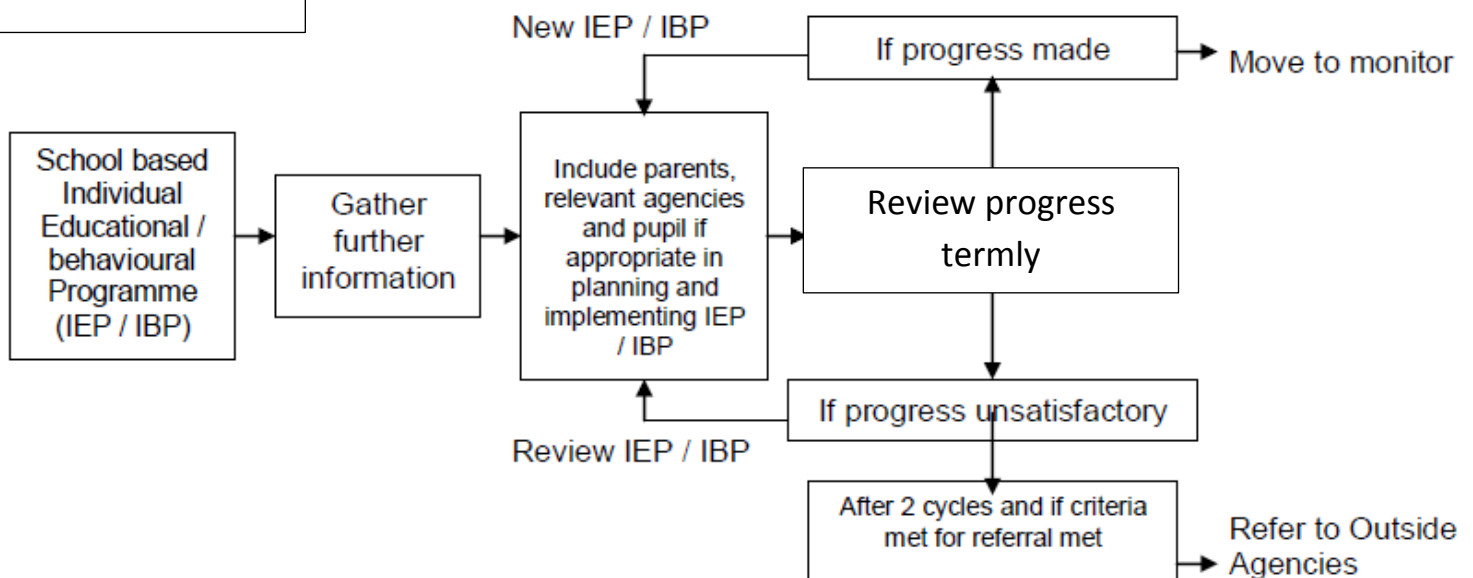 New IEP / IBP
If progress made
Move to monitor
School based
Individual
Educational /
behavioural
Programme
(IEP / IBP)
Gather
further
information
Include parents,
relevant agencies
and pupil if
appropriate in
planning and
implementing IEP
/ IBP
Review progress
termly
If progress unsatisfactory
Review IEP / IBP
After 2 cycles and if criteria
met for referral met
Refer to Outside
Agencies